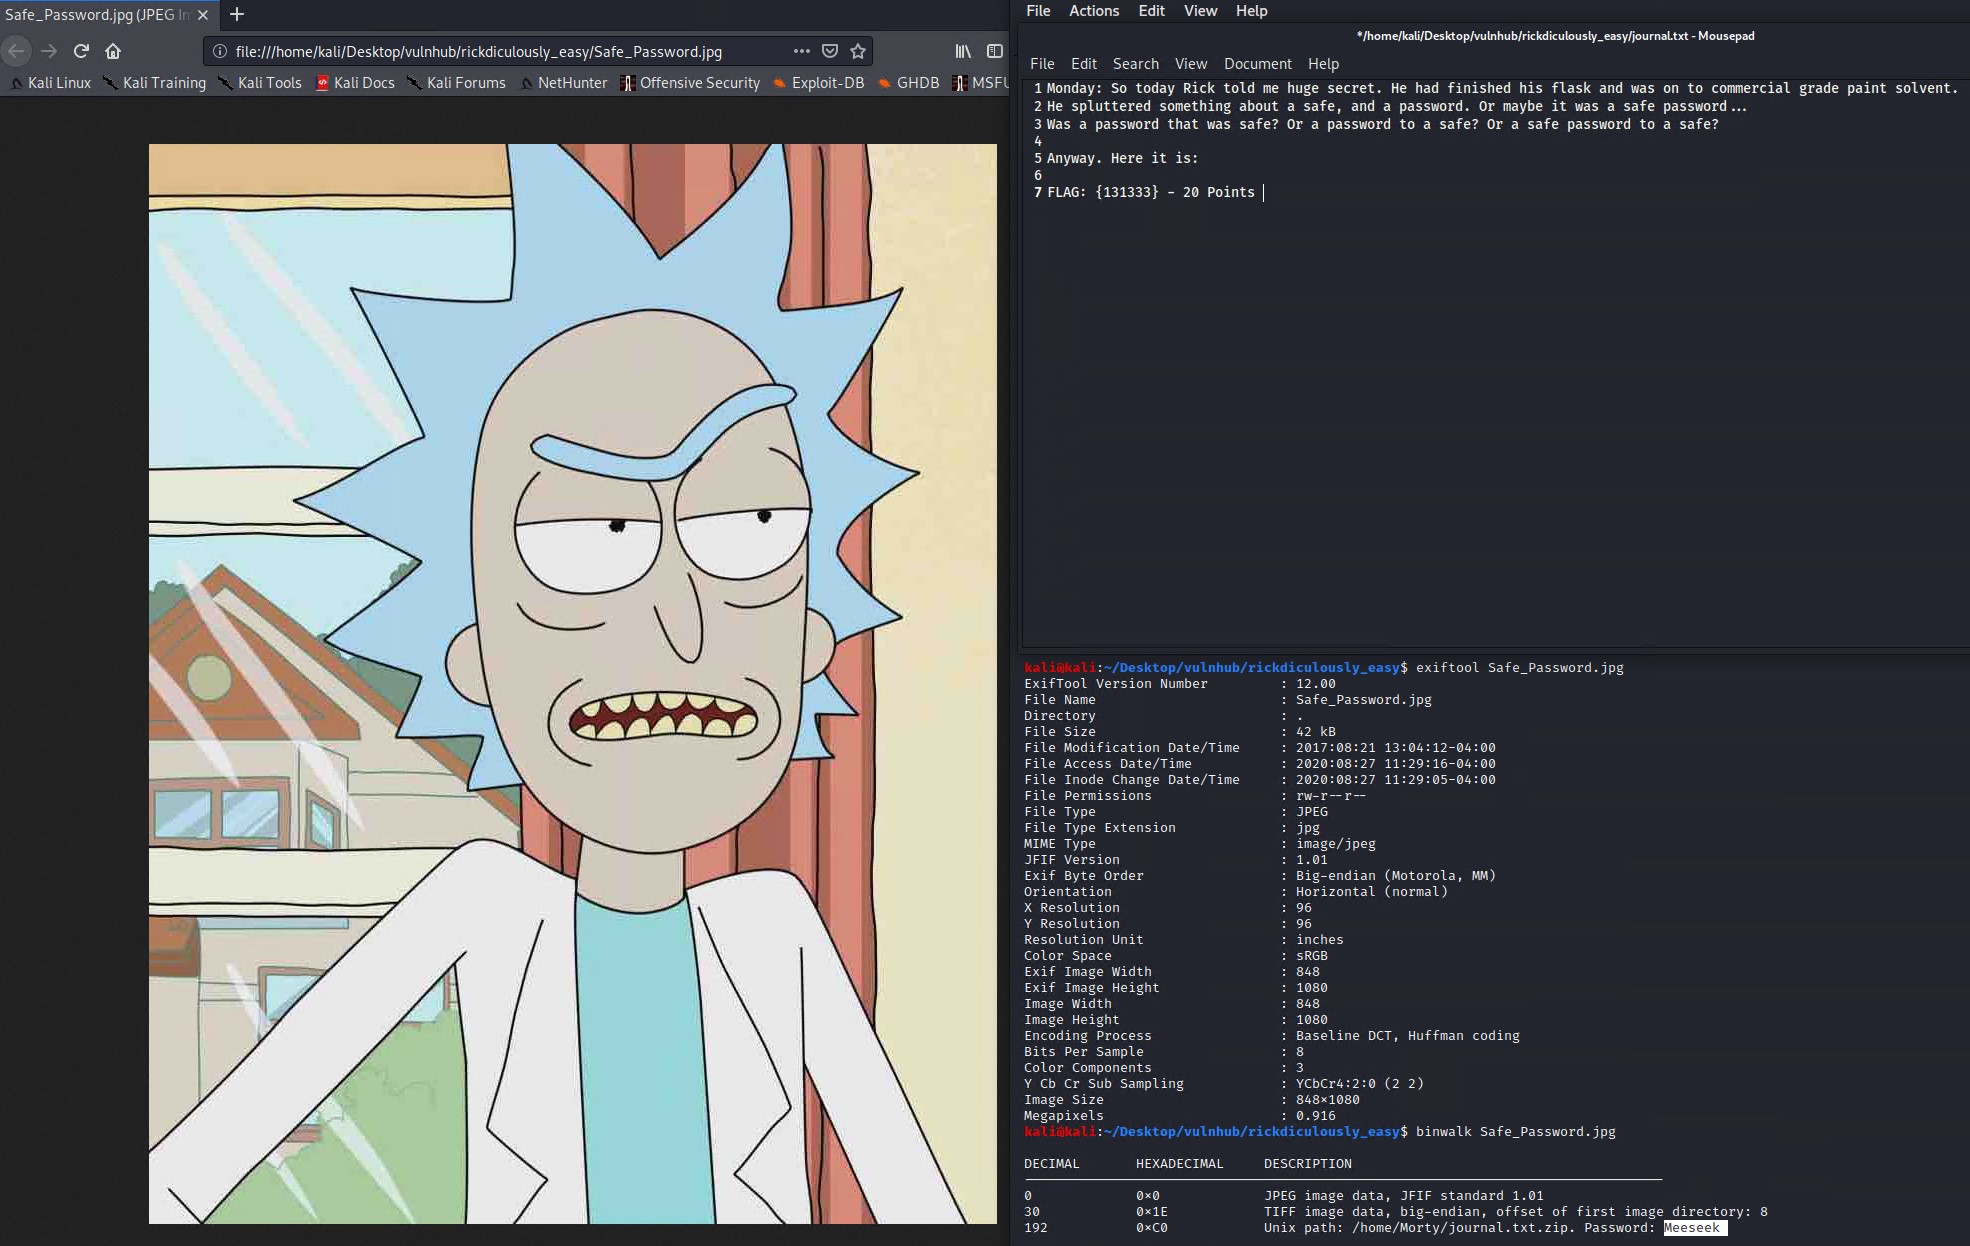 Safe_Password.jpg (JPEG Im
file:///home/kali/Desktop/vulnhub/rickdiculously_easy/Safe_Password.jpg
Kali Linux Kali Training Kali Tools Kali Docs Kali Forums NetHunter Offensive Security Exploit-DB GHDB MSFU
File Actions Edit View Help
*/home/kali/Desktop/vulnhub/rickdiculously_easy/journal.txt - Mousepad
File Edit Search View Document Help
1 Monday: So today Rick told me huge secret. He had finished his flask and was on to commercial grade paint solvent.
2 He spluttered something about a safe, and a password. Or maybe it was a safe password...
3 Was a password that was safe? Or a password to a safe? Or a safe password to a safe?
4
5 Anyway. Here it is:
6
7 FLAG: {131333} - 20 Points
kali@kali:~/Desktop/vulnhub/rickdiculously_easy$ exiftool Safe_Password.jpg
ExifTool Version Number : 12.00
File Name : Safe_Password.jpg
Directory : .
File Size : 42 kB
File Modification Date/Time : 2017:08:21 13:04:12-04:00
File Access Date/Time : 2020:08:27 11:29:16-04:00
File Inode Change Date/Time : 2020:08:27 11:29:05-04:00
File Permissions : rw-r--r--
File Type : JPEG
File Type Extension : jpg
MIME Type : image/jpeg
JFIF Version : 1.01
Exif Byte Order : Big-endian (Motorola, MM)
Orientation : Horizontal (normal)
X Resolution : 96
Y Resolution : 96
Resolution Unit : inches
Color Space : sRGB
Exif Image Width : 848
Exif Image Height : 1080
Image Width : 848
Image Height : 1080
Encoding Process : Baseline DCT, Huffman coding
Bits Per Sample : 8
Color Components : 3
Y Cb Cr Sub Sampling : YCbCr4:2:0 (2 2)
Image Size : 848×1080
Megapixels : 0.916
kali@kali:~/Desktop/vulnhub/rickdiculously_easy$ binwalk Safe_Password.jpg
DECIMAL HEXADECIMAL DESCRIPTION
0 0×0 JPEG image data, JFIF standard 1.01
30 0×1E TIFF image data, big-endian, offset of first image directory: 8
192 0×C0 Unix path: /home/Morty/journal.txt.zip. Password: Meeseek